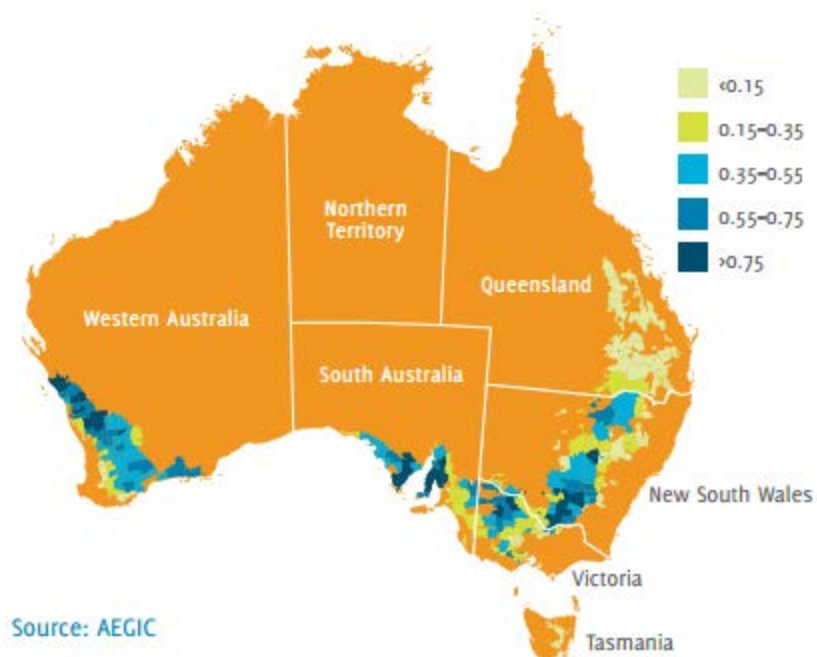 <0.15
0.15–0.35
0.35–0.55
0.55–0.75
>0.75
Northern
Territory
Queensland
Western Australia
South Australia
New South Wales
Victoria
Source: AEGIC
Tasmania